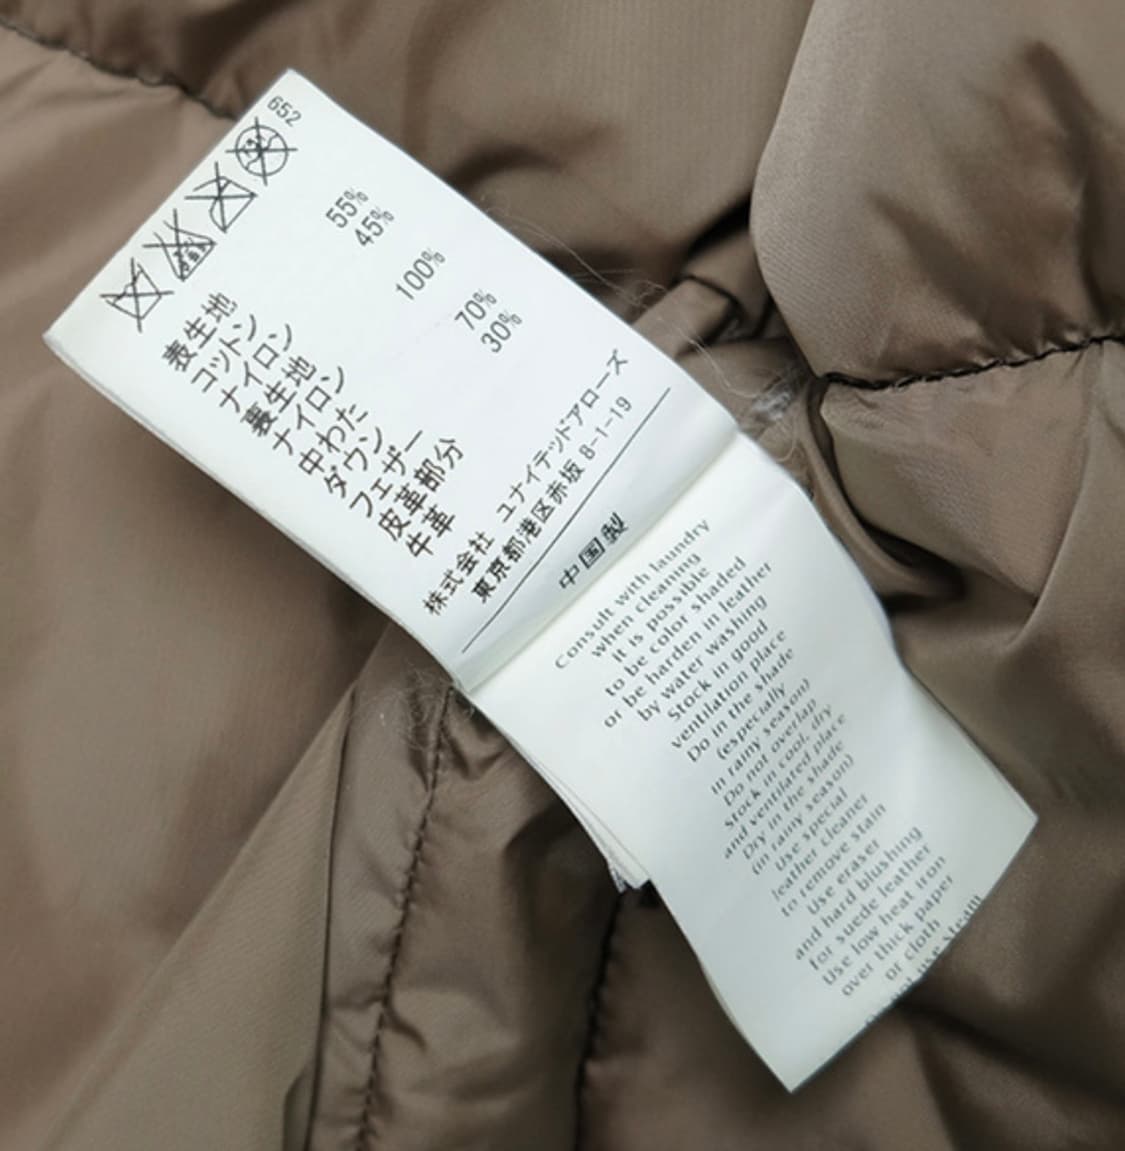 652
表生地
コットン 55%
ナイロン 45%
裏生地
ナイロン 100%
中わた
ダウン 70%
フェザー 30%
皮革部分
牛革
株式会社 ユナイテッドアローズ
東京都港区赤坂 8-1-19
中国製
Consult with laundry
when cleaning
It is possible
to be color shaded
or be harden in leather
by water washing
Stock in good
ventilation place
Do in the shade
(especially
in rainy season)
Do not overlap
Stock in cool, dry
and ventilated place
Dry in the shade
(in rainy season)
Use special
leather cleaner
to remove stain
Use eraser
and hard blushing
for suede leather
Use low heat iron
over thick paper
or cloth
Do not use steam